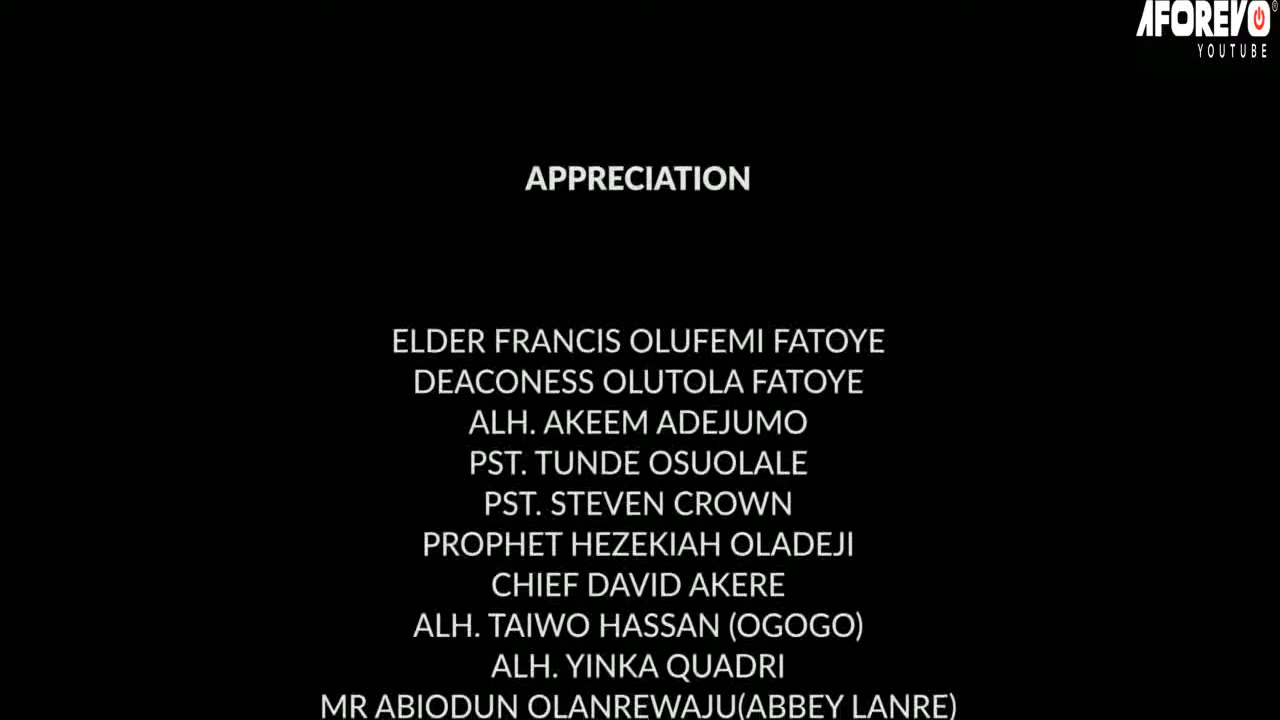 AFOREVO
YOUTUBE
APPRECIATION
ELDER FRANCIS OLUFEMI FATOYE
DEACONESS OLUTOLA FATOYE
ALH. AKEEM ADEJUMO
PST. TUNDE OSUOLALE
PST. STEVEN CROWN
PROPHET HEZEKIAH OLADEJI
CHIEF DAVID AKERE
ALH. TAIWO HASSAN (OGOGO)
ALH. YINKA QUADRI
MR ABIODUN OLANREWAJU(ABBEY LANRE)